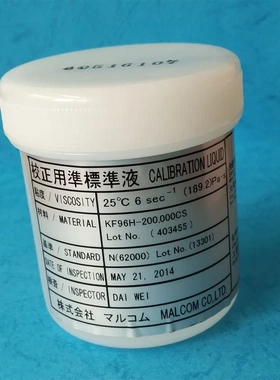 校正用準標準液 CALIBRATION LIQUID
粘度 / VISCOSITY 25℃ 6 sec⁻¹ (189.2)Pa·s
材料 / MATERIAL KF96H-200.000CS
Lot No. (403455)
基準 / STANDARD N(62000) Lot No. (13301)
DATE OF INSPECTION MAY 21, 2014
INSPECTOR DAI WEI
株式会社 マルコム MALCOM CO.LTD.